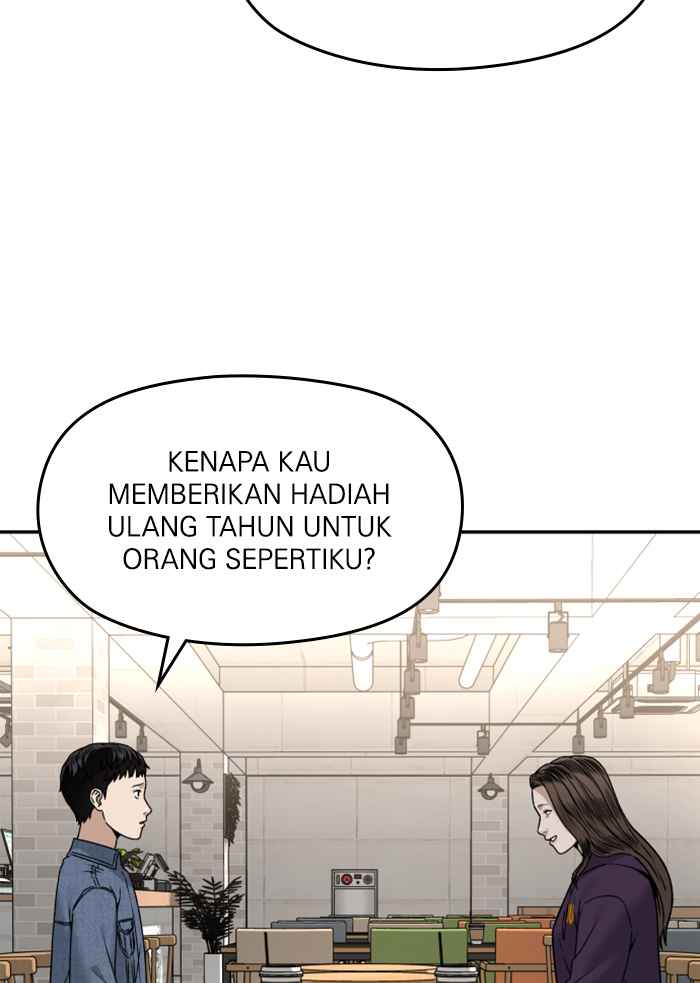 KENAPA KAU
MEMBERIKAN HADIAH
ULANG TAHUN UNTUK
ORANG SEPERTIKU?